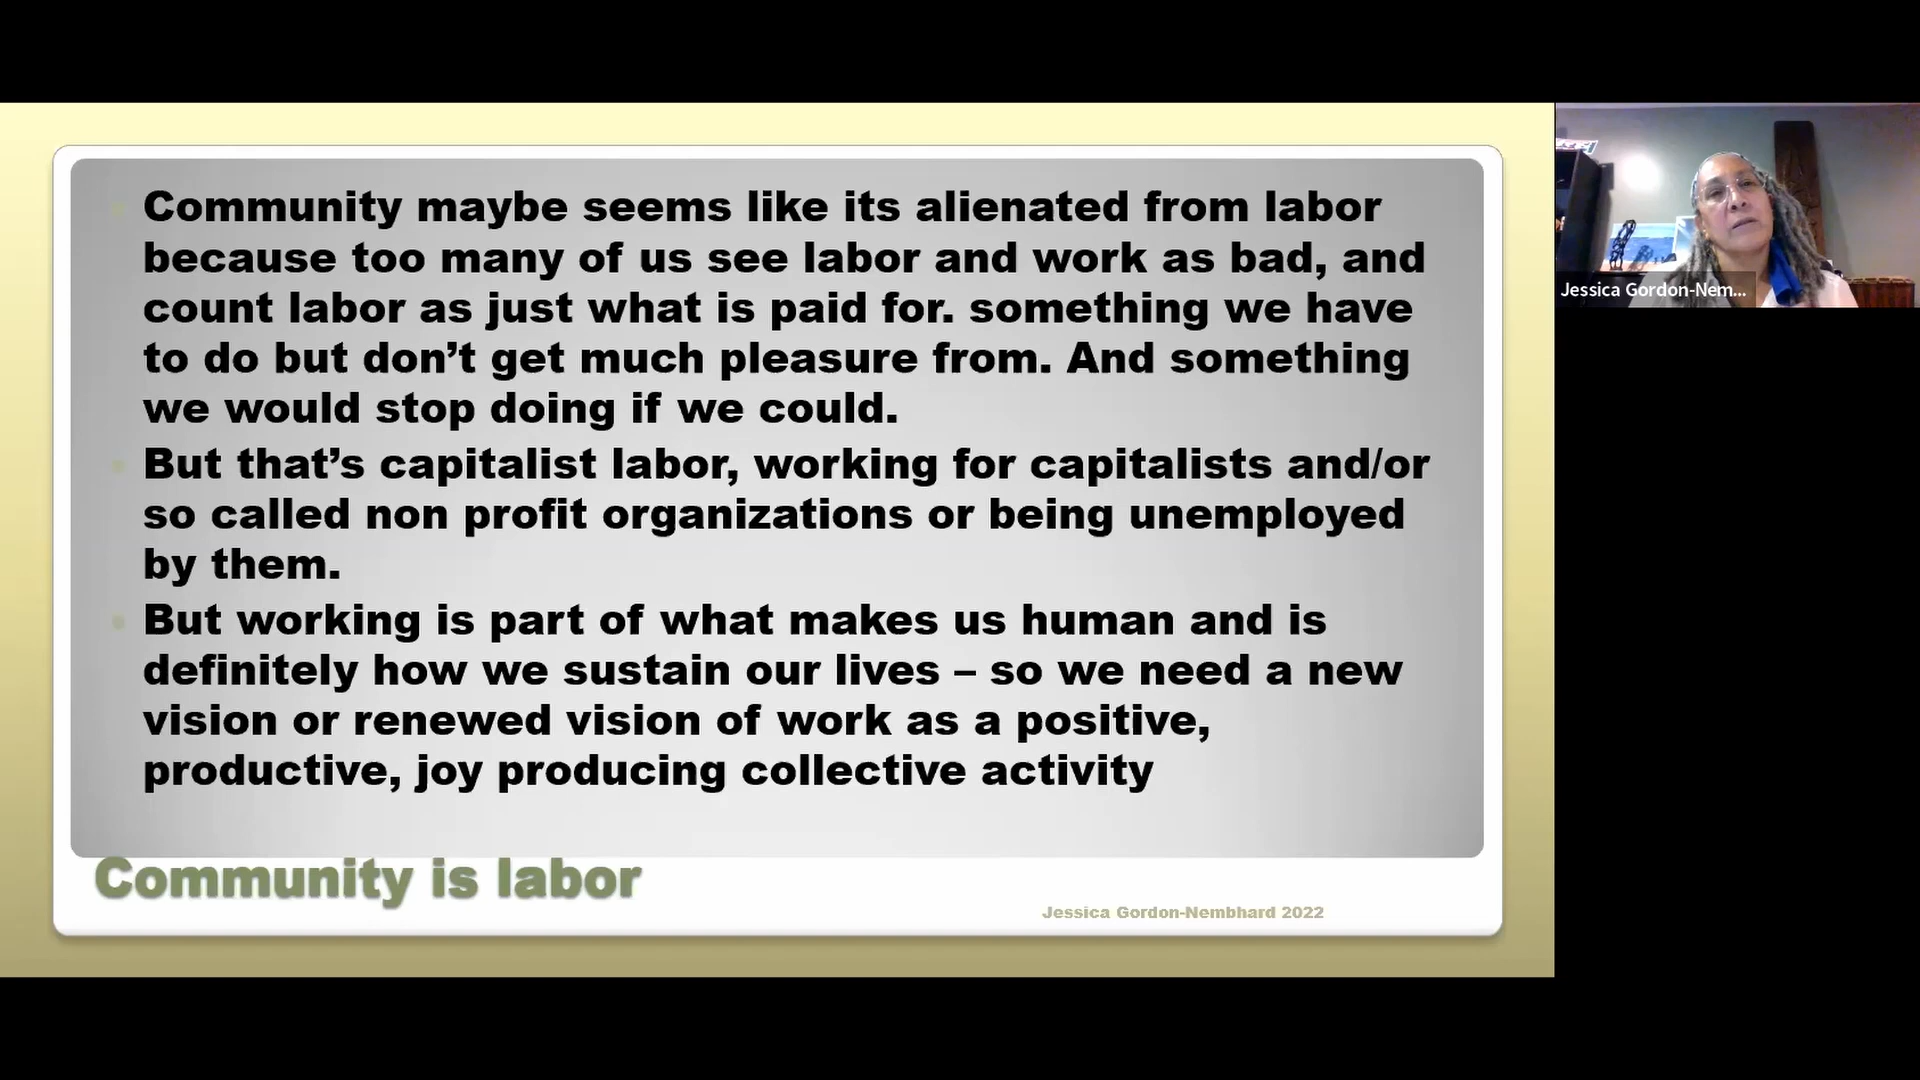 Community maybe seems like its alienated from labor
because too many of us see labor and work as bad, and
count labor as just what is paid for. something we have
to do but don’t get much pleasure from. And something
we would stop doing if we could.
But that’s capitalist labor, working for capitalists and/or
so called non profit organizations or being unemployed
by them.
But working is part of what makes us human and is
definitely how we sustain our lives – so we need a new
vision or renewed vision of work as a positive,
productive, joy producing collective activity
Community is labor
Jessica Gordon-Nembhard 2022
Jessica Gordon-Nem...